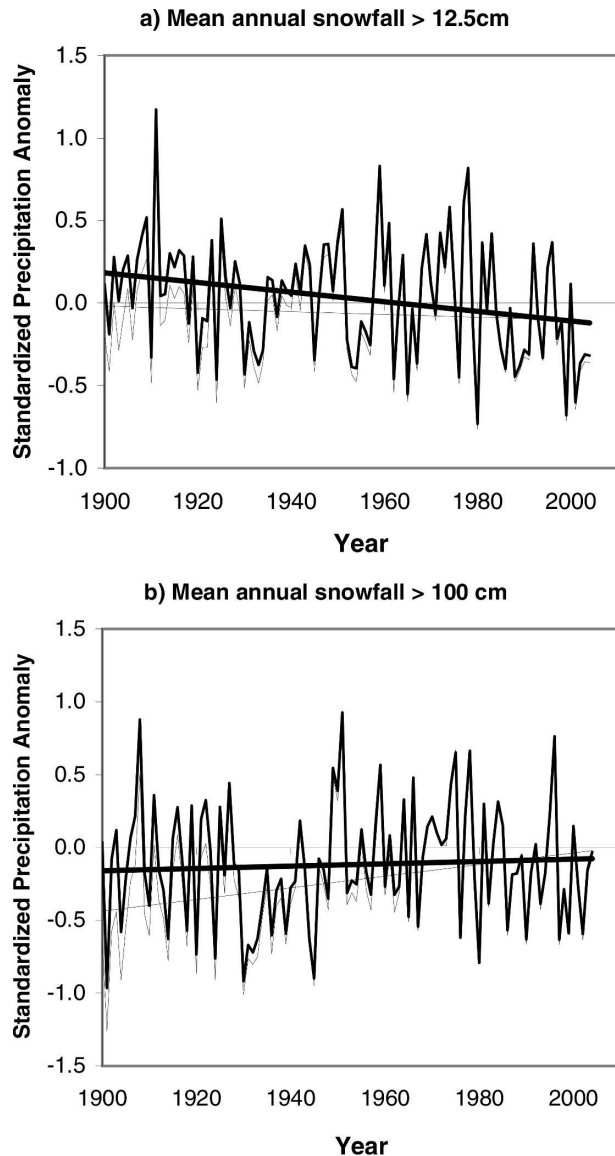 a) Mean annual snowfall > 12.5cm
Standardized Precipitation Anomaly
1.5
1.0
0.5
0.0
-0.5
-1.0
1900 1920 1940 1960 1980 2000
Year
b) Mean annual snowfall > 100 cm
Standardized Precipitation Anomaly
1.5
1.0
0.5
0.0
-0.5
-1.0
-1.5
1900 1920 1940 1960 1980 2000
Year